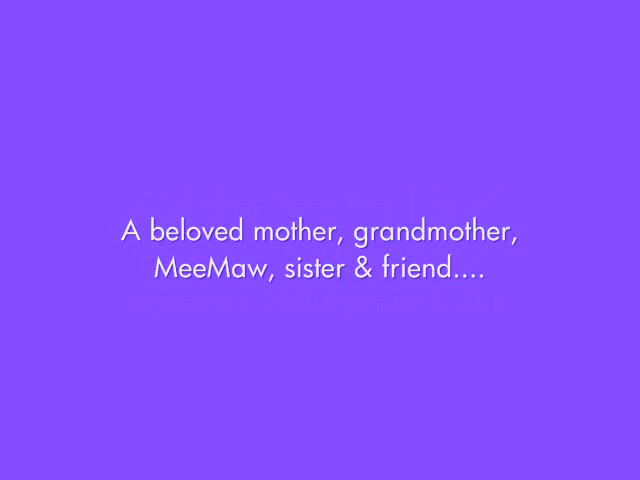 A beloved mother, grandmother,
MeeMaw, sister & friend....